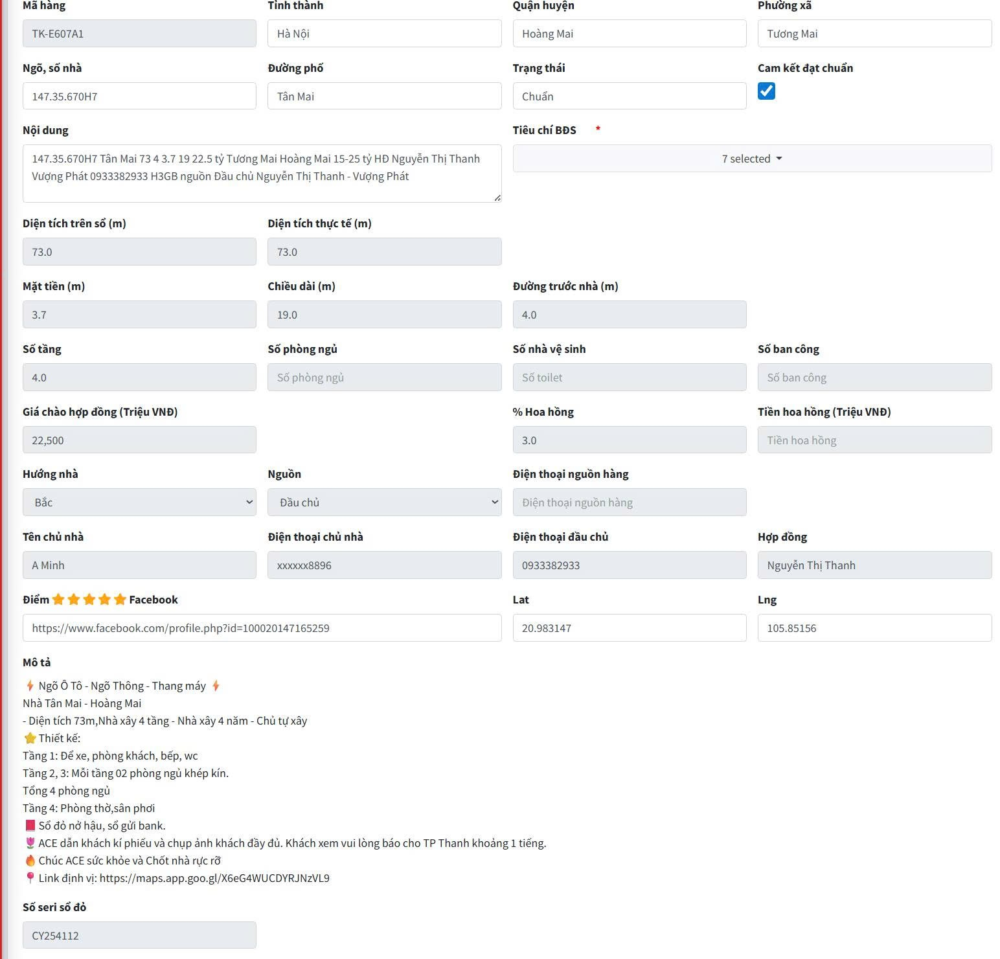 Mã hàng Tỉnh thành Quận huyện Phường xã
TK-E607A1 Hà Nội Hoàng Mai Tương Mai
Ngõ, số nhà Đường phố Trạng thái Cam kết đạt chuẩn
147.35.670H7 Tân Mai Chuẩn
Nội dung Tiêu chí BĐS *
147.35.670H7 Tân Mai 73 4 3.7 19 22.5 tỷ Tương Mai Hoàng Mai 15-25 tỷ HĐ Nguyễn Thị Thanh
Vượng Phát 0933382933 H3GB nguồn Đầu chủ Nguyễn Thị Thanh - Vượng Phát
7 selected
Diện tích trên sổ (m) Diện tích thực tế (m)
73.0 73.0
Mặt tiền (m) Chiều dài (m) Đường trước nhà (m)
3.7 19.0 4.0
Số tầng Số phòng ngủ Số nhà vệ sinh Số ban công
4.0 Số phòng ngủ Số toilet Số ban công
Giá chào hợp đồng (Triệu VNĐ) % Hoa hồng Tiền hoa hồng (Triệu VNĐ)
22,500 3.0 Tiền hoa hồng
Hướng nhà Nguồn Điện thoại nguồn hàng
Bắc Đầu chủ Điện thoại nguồn hàng
Tên chủ nhà Điện thoại chủ nhà Điện thoại đầu chủ Hợp đồng
A Minh xxxxxx8896 0933382933 Nguyễn Thị Thanh
Điểm ⭐⭐⭐⭐⭐ Facebook Lat Lng
https://www.facebook.com/profile.php?id=100020147165259 20.983147 105.85156
Mô tả
⚡ Ngõ Ô Tô - Ngõ Thông - Thang máy ⚡
Nhà Tân Mai - Hoàng Mai
- Diện tích 73m,Nhà xây 4 tầng - Nhà xây 4 năm - Chủ tự xây
⭐ Thiết kế:
Tầng 1: Để xe, phòng khách, bếp, wc
Tầng 2, 3: Mỗi tầng 02 phòng ngủ khép kín.
Tổng 4 phòng ngủ
Tầng 4: Phòng thờ,sân phơi
📕 Sổ đỏ nở hậu, sổ gửi bank.
🌷 ACE dẫn khách kí phiếu và chụp ảnh khách đầy đủ. Khách xem vui lòng báo cho TP Thanh khoảng 1 tiếng.
🔥 Chúc ACE sức khỏe và Chốt nhà rực rỡ
📍 Link định vị: https://maps.app.goo.gl/X6eG4WUCDYRJNzVL9
Số seri sổ đỏ
CY254112